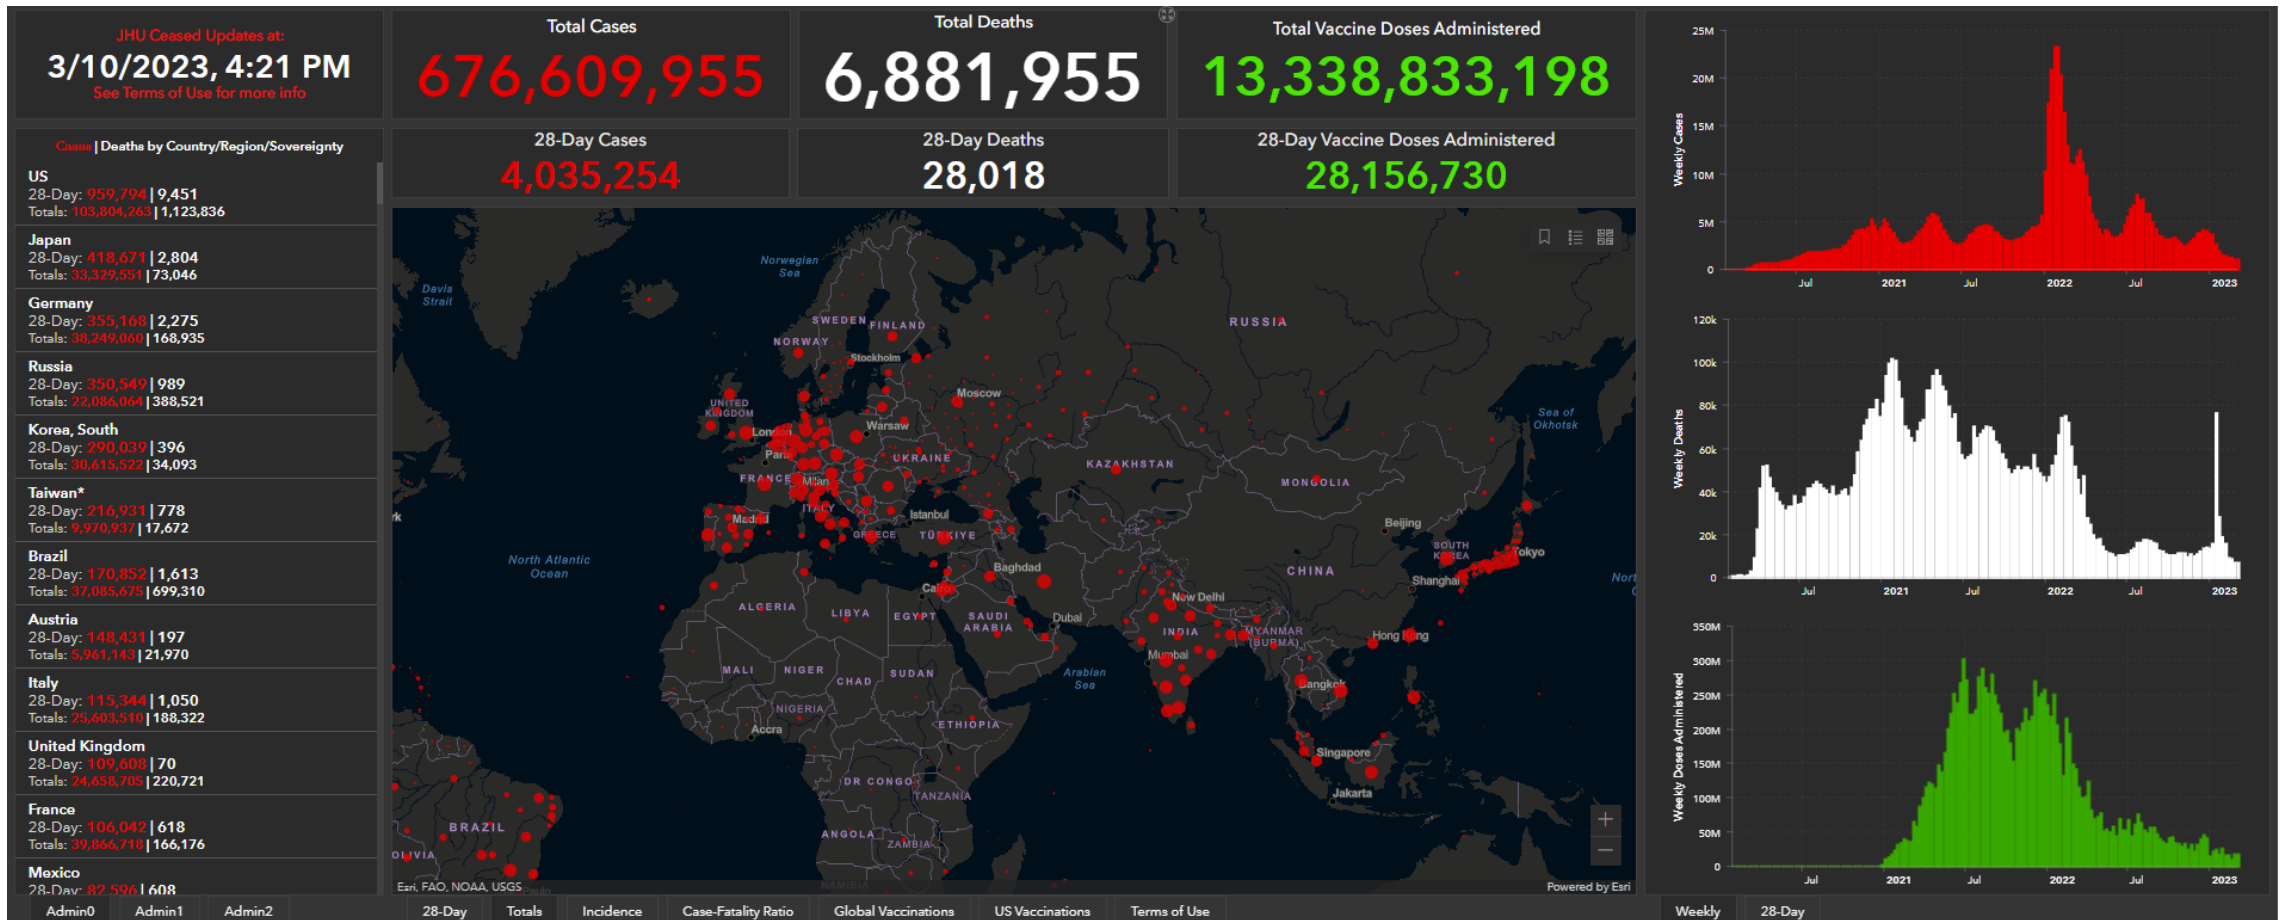 JHU Ceased Updates at:
3/10/2023, 4:21 PM
See Terms of Use for more info
Total Cases
676,609,955
Total Deaths
6,881,955
Total Vaccine Doses Administered
13,338,833,198
28-Day Cases
4,035,254
28-Day Deaths
28,018
28-Day Vaccine Doses Administered
28,156,730
Cases | Deaths by Country/Region/Sovereignty
US
28-Day: 959,794 | 9,451
Totals: 103,804,263 | 1,123,836
Japan
28-Day: 418,671 | 2,804
Totals: 33,329,551 | 73,046
Germany
28-Day: 355,168 | 2,275
Totals: 38,249,060 | 168,935
Russia
28-Day: 350,549 | 989
Totals: 22,086,064 | 388,521
Korea, South
28-Day: 290,039 | 396
Totals: 30,615,522 | 34,093
Taiwan*
28-Day: 216,931 | 778
Totals: 9,970,937 | 17,672
Brazil
28-Day: 170,852 | 1,613
Totals: 37,085,675 | 699,310
Austria
28-Day: 148,431 | 197
Totals: 5,961,143 | 21,970
Italy
28-Day: 115,344 | 1,050
Totals: 25,603,510 | 188,322
United Kingdom
28-Day: 109,608 | 70
Totals: 24,658,705 | 220,721
France
28-Day: 106,042 | 618
Totals: 39,866,718 | 166,176
Mexico
28-Day: 82,596 | 608
Admin0
Admin1
Admin2
Davis
Strait
Norwegian
Sea
SWEDEN
FINLAND
NORWAY
Stockholm
RUSSIA
Moscow
UNITED
KINGDOM
London
Warsaw
Paris
UKRAINE
Sea of
Okhotsk
FRANCE
Milan
KAZAKHSTAN
MONGOLIA
ITALY
Madrid
Istanbul
GREECE
TÜRKIYE
Beijing
SOUTH
KOREA
Tokyo
rk
North Atlantic
Ocean
Baghdad
CHINA
Shanghai
Nort
Cairo
New Delhi
ALGERIA
LIBYA
EGYPT
SAUDI
ARABIA
Dubai
INDIA
MYANMAR
(BURMA)
Hong Kong
Mumbai
MALI
NIGER
CHAD
SUDAN
Arabian
Sea
Bangkok
NIGERIA
ETHIOPIA
Accra
Singapore
DR CONGO
TANZANIA
Jakarta
BRAZIL
ANGOLA
ZAMBIA
OLIVIA
NAMIBIA
Paulo
Esri, FAO, NOAA, USGS
Powered by Esri
28-Day
Totals
Incidence
Case-Fatality Ratio
Global Vaccinations
US Vaccinations
Terms of Use
Weekly Cases
25M
20M
15M
10M
5M
0
Jul
2021
Jul
2022
Jul
2023
Weekly Deaths
120k
100k
80k
60k
40k
20k
0
Jul
2021
Jul
2022
Jul
2023
Weekly Doses Administered
350M
300M
250M
200M
150M
100M
50M
0
Jul
2021
Jul
2022
Jul
2023
Weekly
28-Day